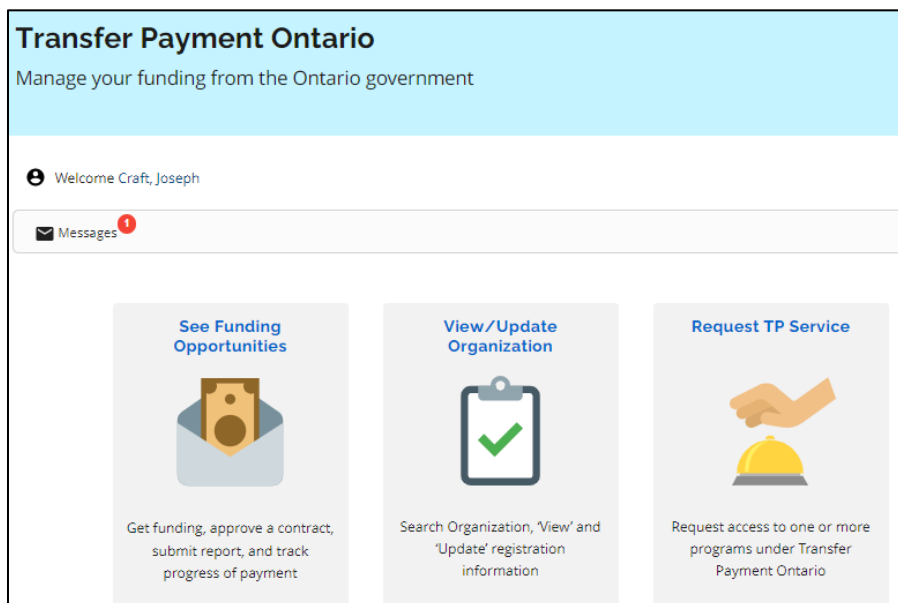 Transfer Payment Ontario
Manage your funding from the Ontario government
Welcome Craft, Joseph
Messages 1
See Funding
Opportunities
Get funding, approve a contract,
submit report, and track
progress of payment
View/Update
Organization
Search Organization, ‘View’ and
‘Update’ registration
information
Request TP Service
Request access to one or more
programs under Transfer
Payment Ontario